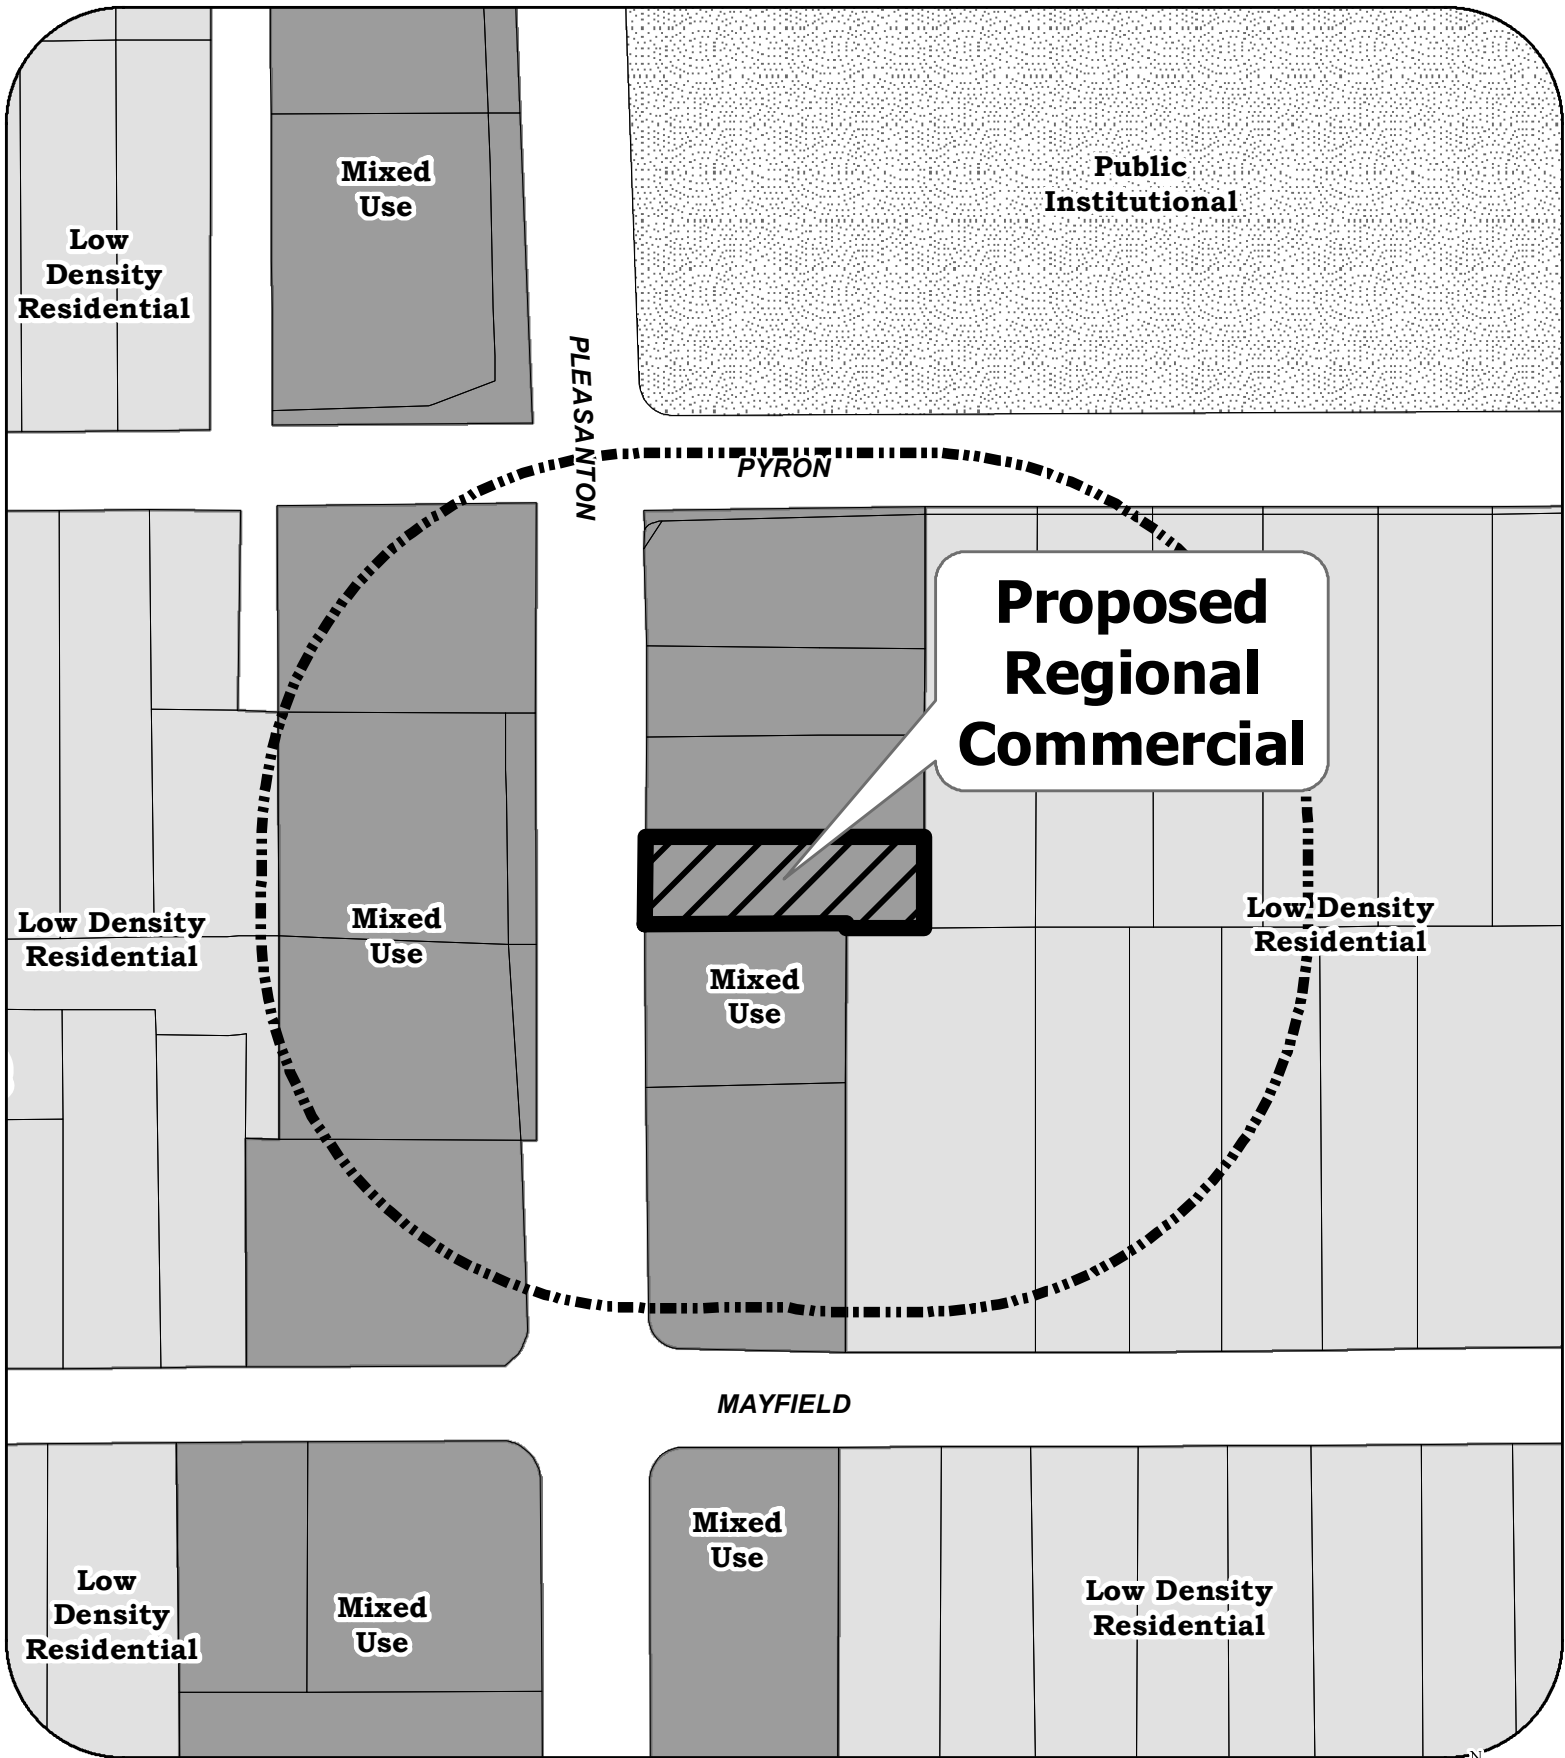 Mixed
Use
Public
Institutional
Low
Density
Residential
PLEASANTON
PYRON
Proposed
Regional
Commercial
Low Density
Residential
Mixed
Use
Low Density
Residential
Mixed
Use
MAYFIELD
Mixed
Use
Low
Density
Residential
Mixed
Use
Low Density
Residential
N